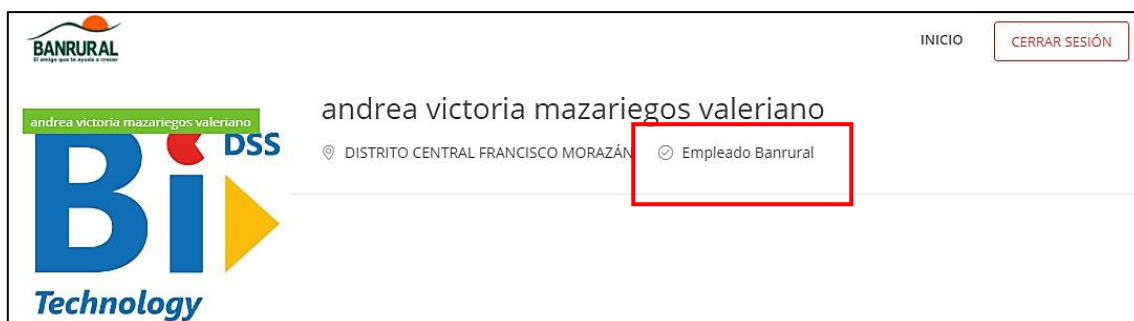 BANRURAL
El amigo que te ayuda a crecer
INICIO
CERRAR SESIÓN
andrea victoria mazariegos valeriano
andrea victoria mazariegos valeriano
DISTRITO CENTRAL FRANCISCO MORAZÁN
Empleado Banrural
Bi DSS
Technology